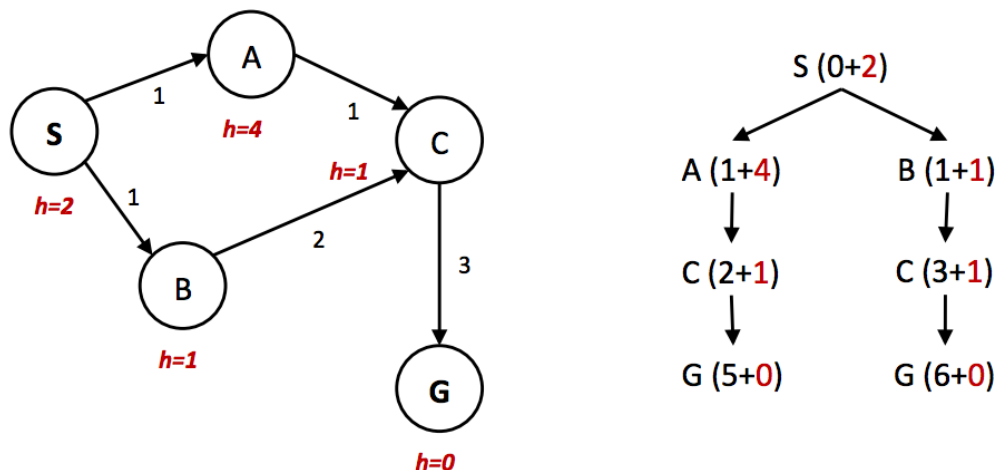 A
1
1
h=4
S
h=2
C
h=1
1
2
B
h=1
3
G
h=0
S (0+2)
A (1+4)
B (1+1)
C (2+1)
C (3+1)
G (5+0)
G (6+0)